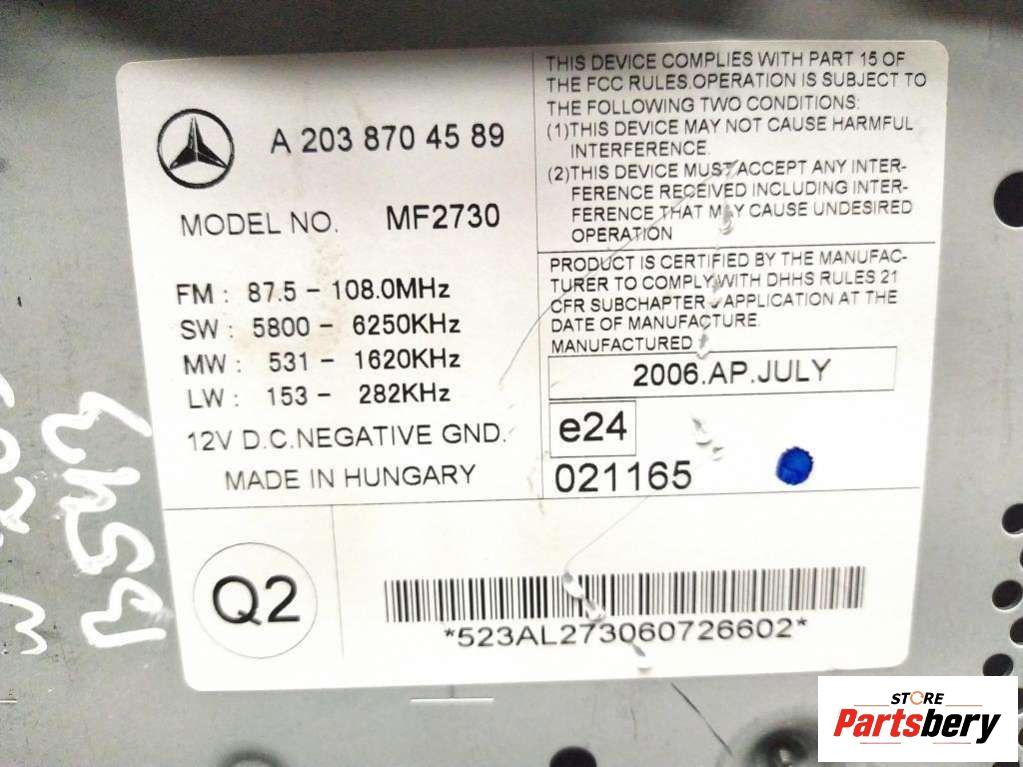 A 203 870 4589
MODEL NO. MF2730
FM : 87.5 - 108.0MHz
SW : 5800 - 6250KHz
MW : 531 - 1620KHz
LW : 153 - 282KHz
12V D.C.NEGATIVE GND.
MADE IN HUNGARY
THIS DEVICE COMPLIES WITH PART 15 OF
THE FCC RULES.OPERATION IS SUBJECT TO
THE FOLLOWING TWO CONDITIONS:
(1)THIS DEVICE MAY NOT CAUSE HARMFUL
INTERFERENCE.
(2)THIS DEVICE MUST ACCEPT ANY INTER-
FERENCE RECEIVED INCLUDING INTER-
FERENCE THAT MAY CAUSE UNDESIRED
OPERATION
PRODUCT IS CERTIFIED BY THE MANUFAC-
TURER TO COMPLY WITH DHHS RULES 21
CFR SUBCHAPTER J APPLICATION AT THE
DATE OF MANUFACTURE.
MANUFACTURED :
2006.AP.JULY
e24
021165
Q2
*523AL273060726602*
STORE
Partsbery